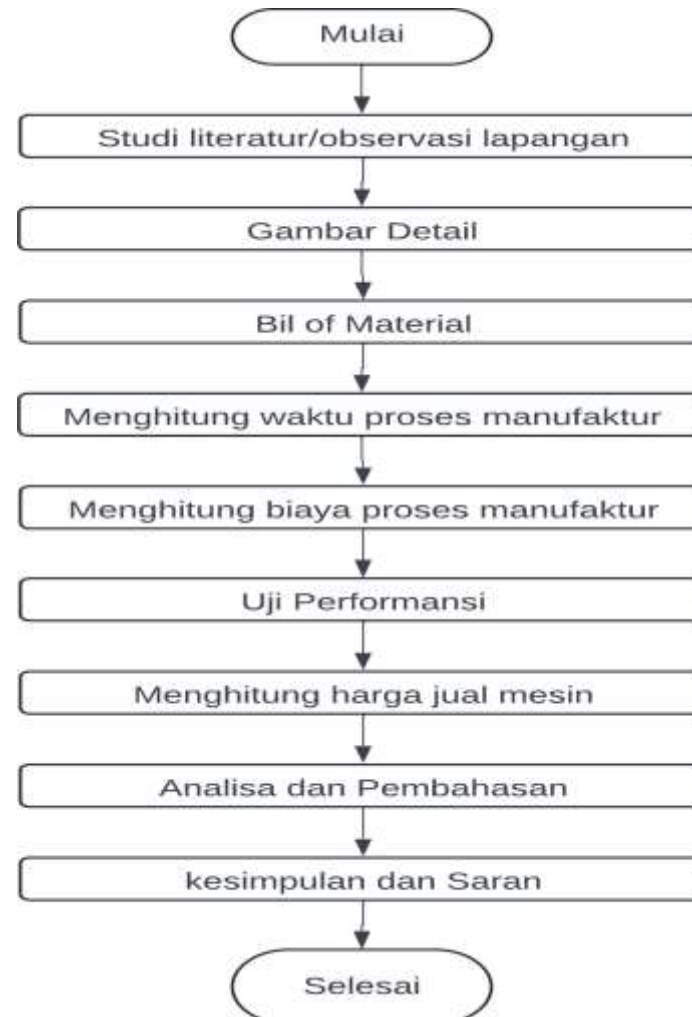 Mulai
Studi literatur/observasi lapangan
Gambar Detail
Bil of Material
Menghitung waktu proses manufaktur
Menghitung biaya proses manufaktur
Uji Performansi
Menghitung harga jual mesin
Analisa dan Pembahasan
kesimpulan dan Saran
Selesai